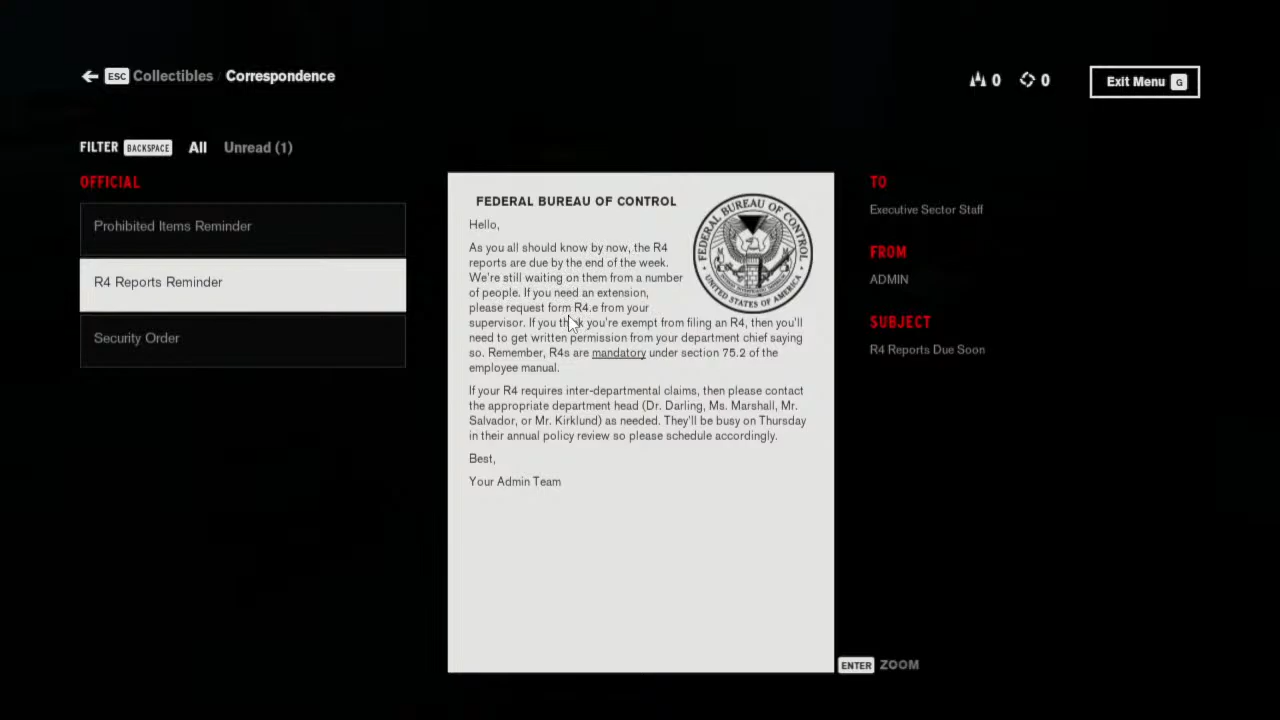 ESC Collectibles / Correspondence
0 0 Exit Menu G
FILTER BACKSPACE All Unread (1)
OFFICIAL
Prohibited Items Reminder
R4 Reports Reminder
Security Order
FEDERAL BUREAU OF CONTROL
FEDERAL BUREAU OF CONTROL
UNITED STATES OF AMERICA
Hello,
As you all should know by now, the R4
reports are due by the end of the week.
We're still waiting on them from a number
of people. If you need an extension,
please request form R4.e from your
supervisor. If you think you're exempt from filing an R4, then you'll
need to get written permission from your department chief saying
so. Remember, R4s are mandatory under section 75.2 of the
employee manual.
If your R4 requires inter-departmental claims, then please contact
the appropriate department head (Dr. Darling, Ms. Marshall, Mr.
Salvador, or Mr. Kirklund) as needed. They'll be busy on Thursday
in their annual policy review so please schedule accordingly.
Best,
Your Admin Team
TO
Executive Sector Staff
FROM
ADMIN
SUBJECT
R4 Reports Due Soon
ENTER ZOOM